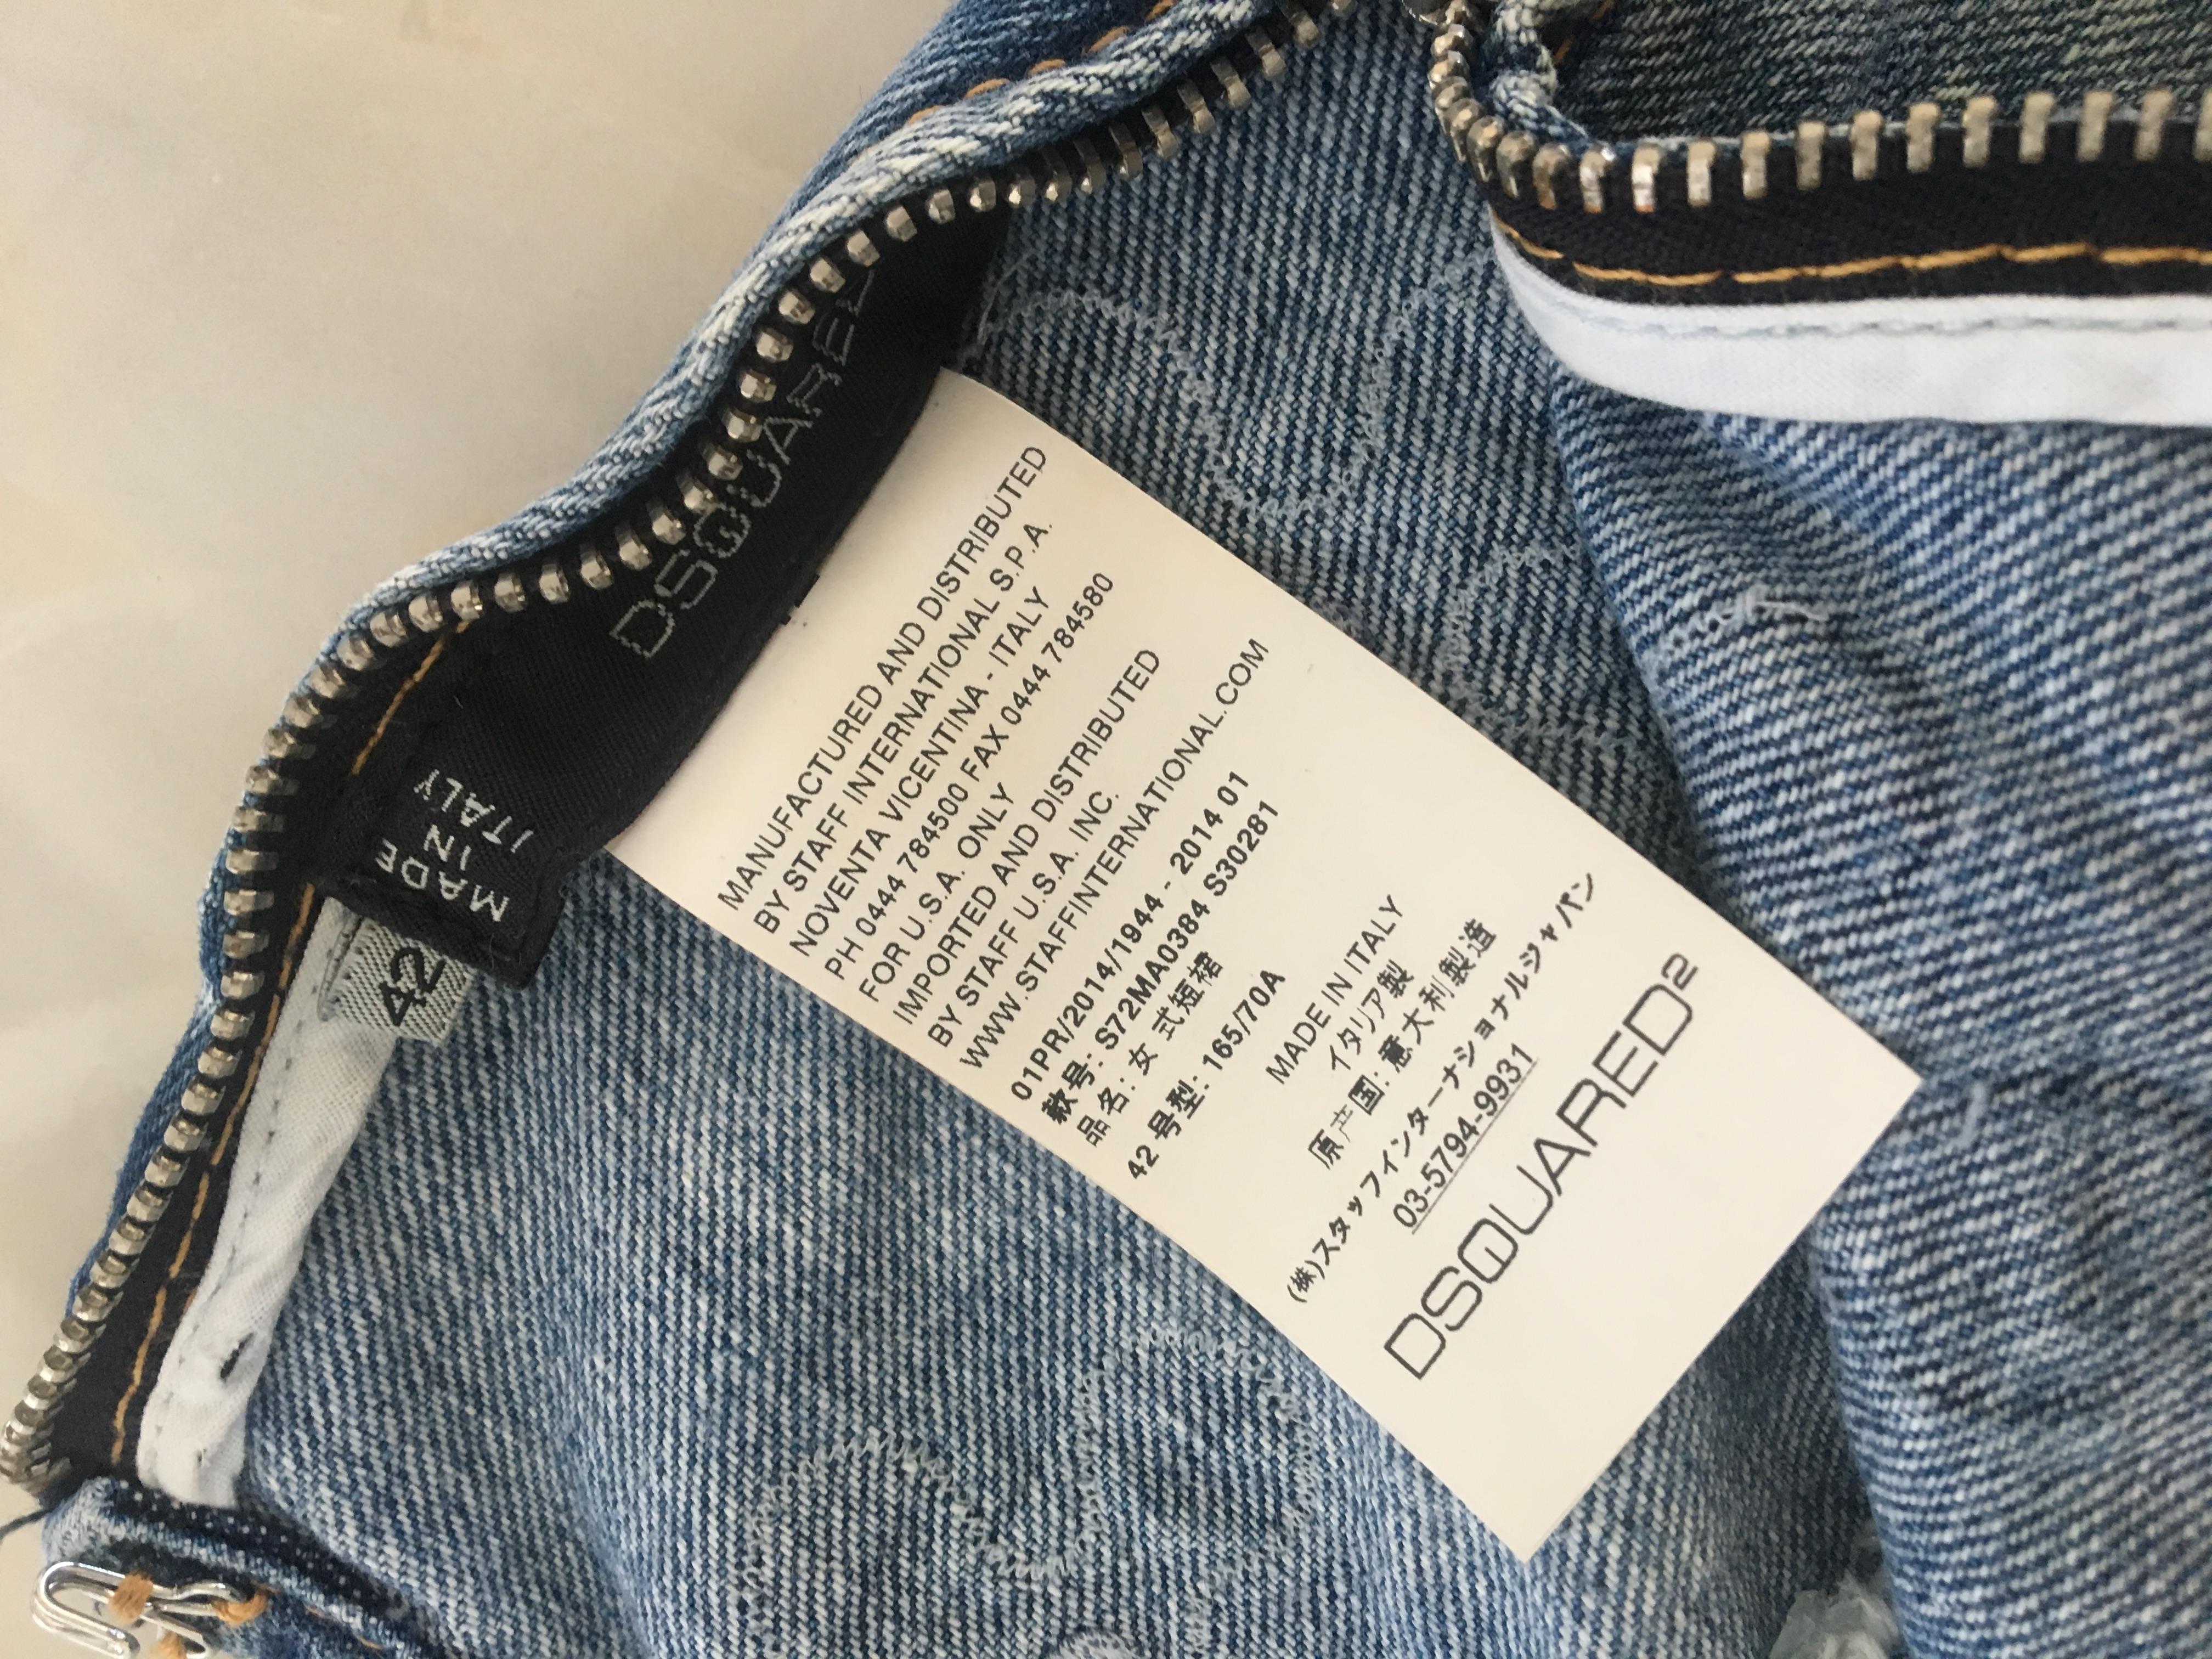 DSQUARED
MADE
IN
ITALY
42
MANUFACTURED AND DISTRIBUTED
BY STAFF INTERNATIONAL S.P.A.
NOVENTA VICENTINA - ITALY
PH 0444 784500 FAX 0444 784580
FOR U.S.A. ONLY
IMPORTED AND DISTRIBUTED
BY STAFF U.S.A. INC.
WWW.STAFFINTERNATIONAL.COM
01PR/2014/1944 - 2014 01
款号: S72MA0384 S30281
品名: 女 式短裙
42 号型: 165/70A
MADE IN ITALY
イタリア製
原产国: 意大利製造
(株)スタッフインターナショナルジャパン
03-5794-9931
DSQUARED2